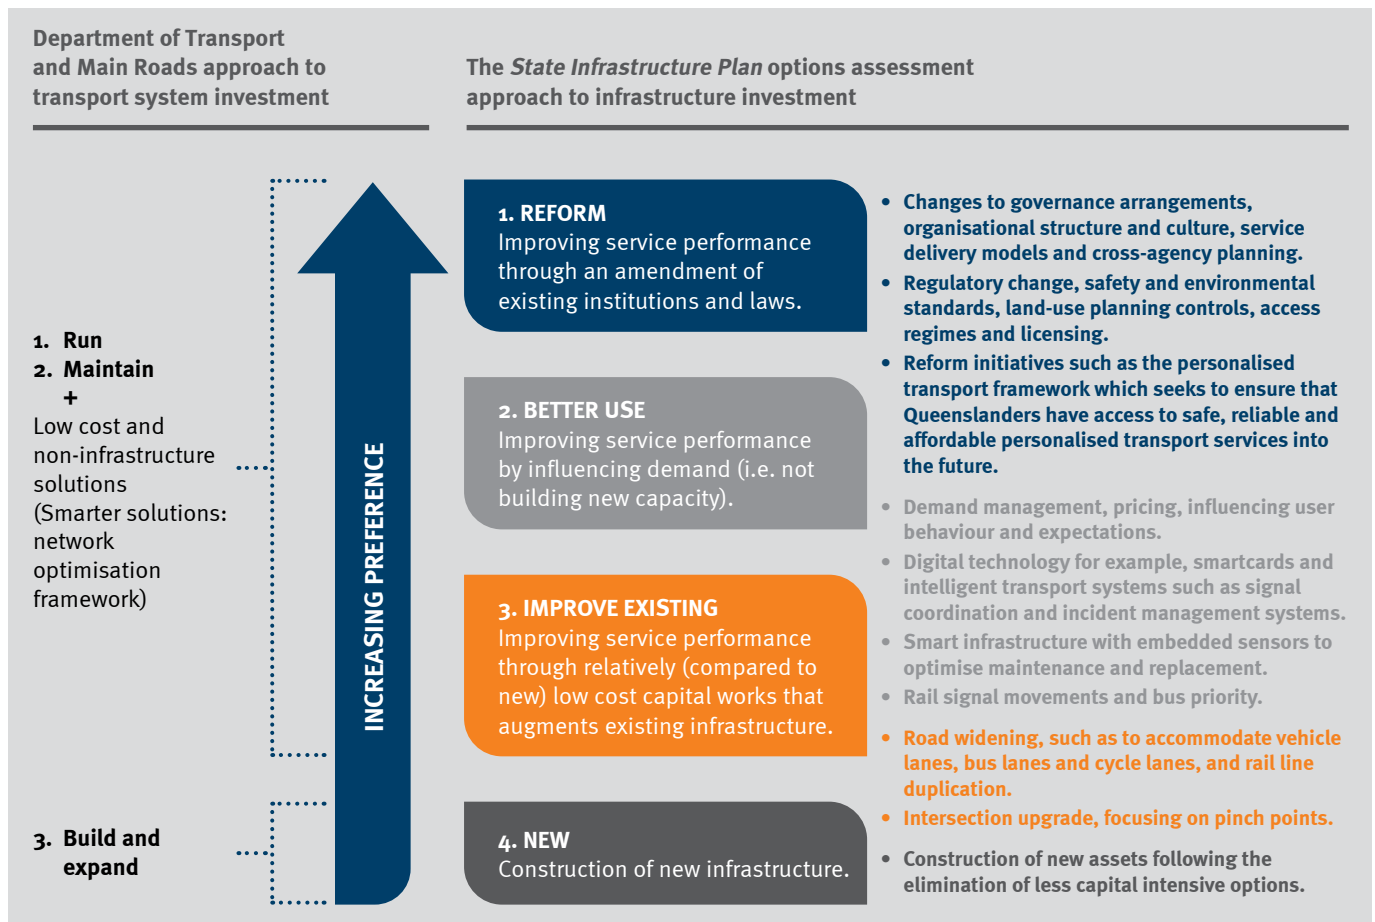 Department of Transport
and Main Roads approach to
transport system investment
The State Infrastructure Plan options assessment
approach to infrastructure investment
1. Run
2. Maintain
+
Low cost and
non-infrastructure
solutions
(Smarter solutions:
network
optimisation
framework)
3. Build and
expand
INCREASING PREFERENCE
1. REFORM
Improving service performance
through an amendment of
existing institutions and laws.
• Changes to governance arrangements,
organisational structure and culture, service
delivery models and cross-agency planning.
• Regulatory change, safety and environmental
standards, land-use planning controls, access
regimes and licensing.
• Reform initiatives such as the personalised
transport framework which seeks to ensure that
Queenslanders have access to safe, reliable and
affordable personalised transport services into
the future.
2. BETTER USE
Improving service performance
by influencing demand (i.e. not
building new capacity).
• Demand management, pricing, influencing user
behaviour and expectations.
• Digital technology for example, smartcards and
intelligent transport systems such as signal
coordination and incident management systems.
• Smart infrastructure with embedded sensors to
optimise maintenance and replacement.
• Rail signal movements and bus priority.
3. IMPROVE EXISTING
Improving service performance
through relatively (compared to
new) low cost capital works that
augments existing infrastructure.
• Road widening, such as to accommodate vehicle
lanes, bus lanes and cycle lanes, and rail line
duplication.
• Intersection upgrade, focusing on pinch points.
4. NEW
Construction of new infrastructure.
• Construction of new assets following the
elimination of less capital intensive options.